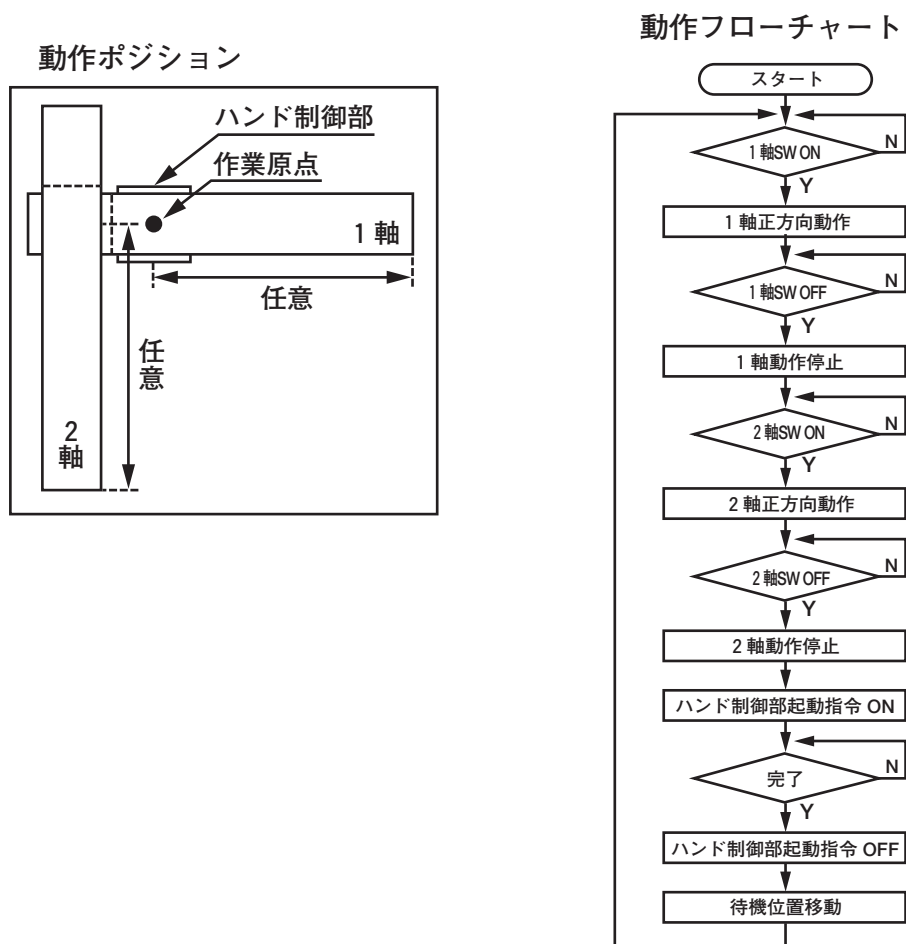 動作ポジション
ハンド制御部
作業原点
1 軸
任意
任意
2
軸
動作フローチャート
スタート
1 軸SW ON
N
Y
1 軸正方向動作
1 軸SW OFF
N
Y
1 軸動作停止
2 軸SW ON
N
Y
2 軸正方向動作
2 軸SW OFF
N
Y
2 軸動作停止
ハンド制御部起動指令 ON
完了
N
Y
ハンド制御部起動指令 OFF
待機位置移動